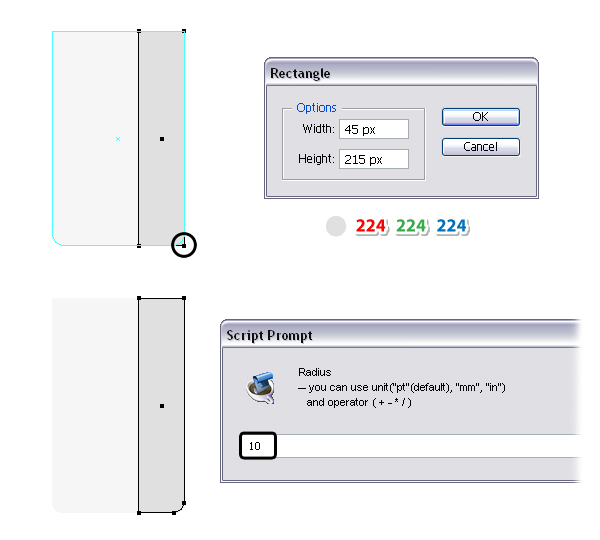 Rectangle
Options
Width: 45 px
Height: 215 px
OK
Cancel
224 224 224
Script Prompt
Radius
-- you can use unit("pt"(default), "mm", "in")
and operator ( + - * / )
10